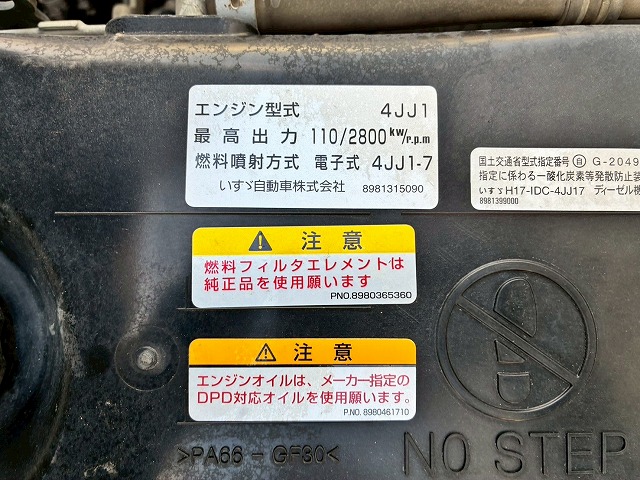 エンジン型式 4JJ1
最高出力 110/2800kw/r.p.m
燃料噴射方式 電子式 4JJ1-7
いすゞ自動車株式会社 8981315090
国土交通省型式指定番号 自 G-2049
指定に係わる一酸化炭素等発散防止装
いすゞH17-IDC-4JJ17 ディーゼル機
8981399000
注意
燃料フィルタエレメントは
純正品を使用願います
PNO.8980365360
注意
エンジンオイルは、メーカー指定の
DPD対応オイルを使用願います。
P.NO. 8980461710
>PA66-GF30<
NO STEP